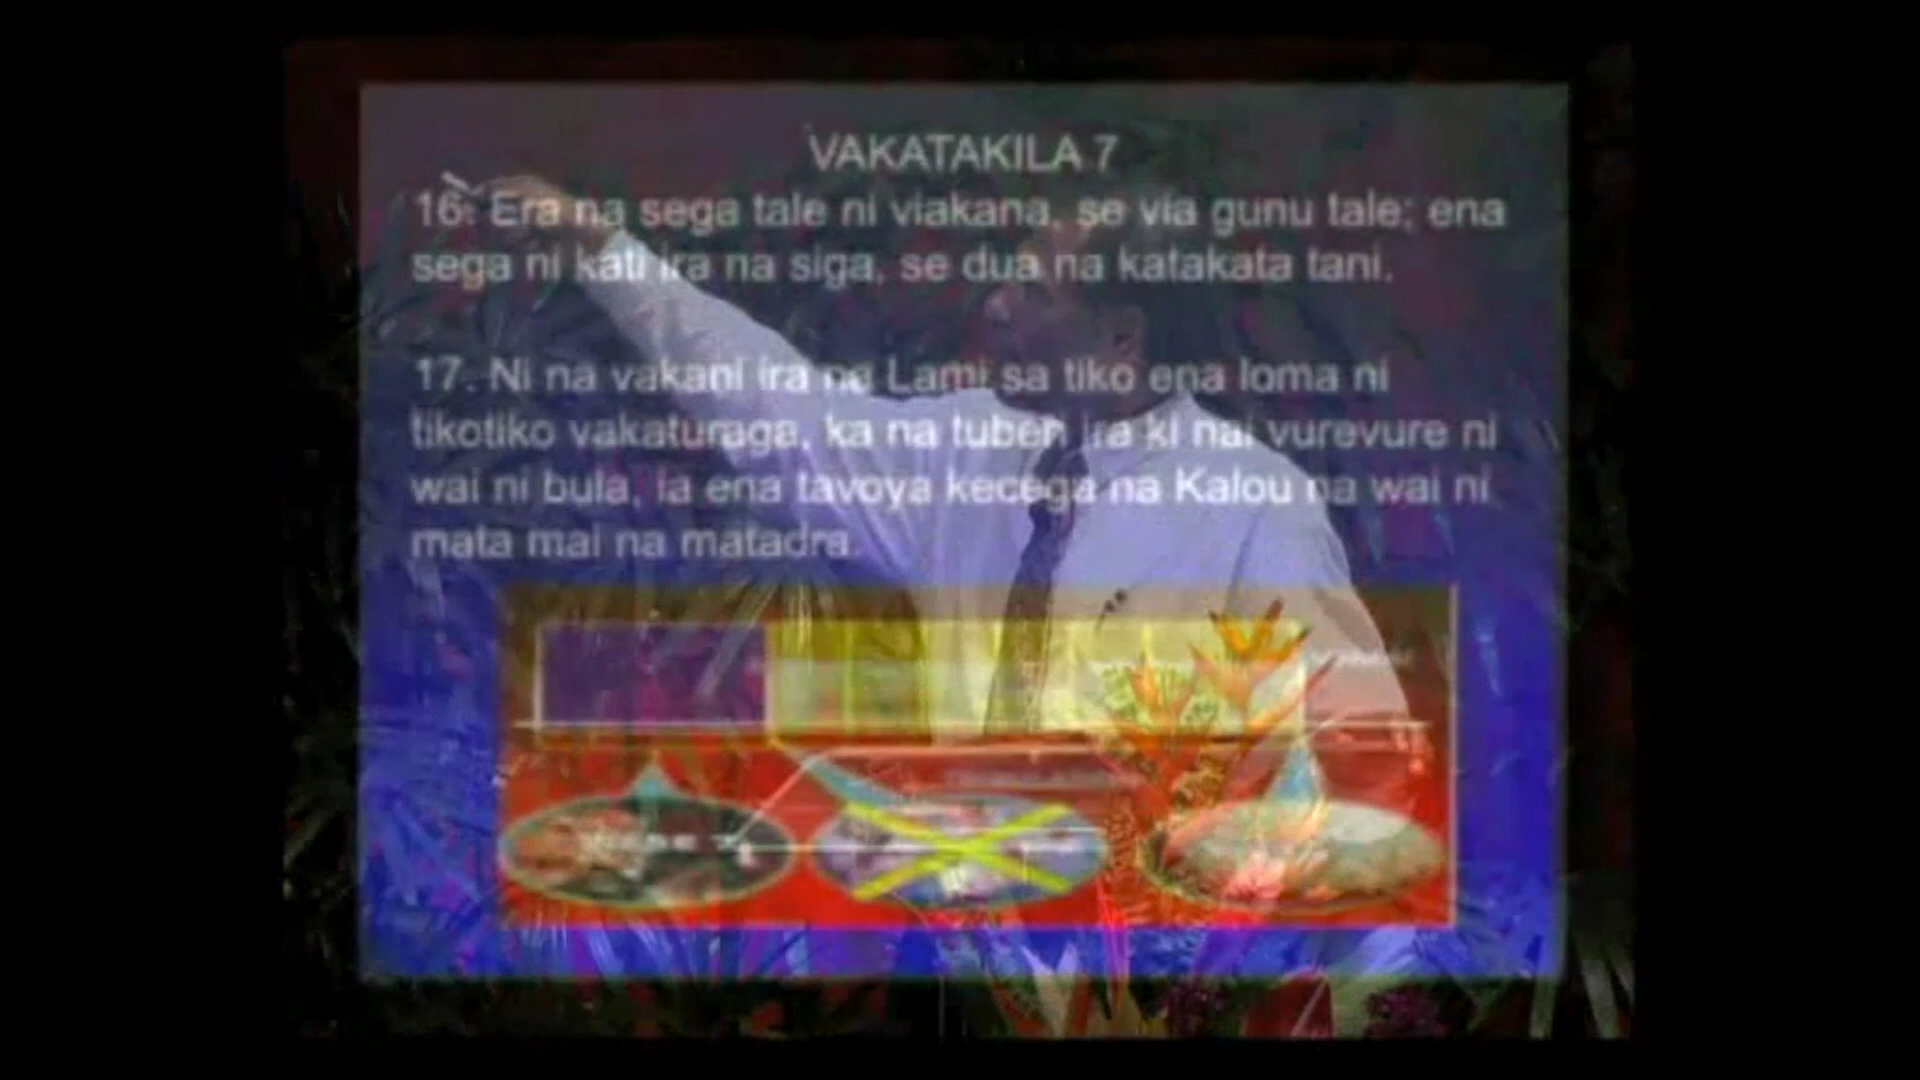 VAKATAKILA 7
16. Era na sega tale ni viakana, se via gunu tale; ena
sega ni kati ira na siga, se dua na katakata tani.
17. Ni na vakani ira na Lami sa tiko ena loma ni
tikotiko vakaturaga, ka na tuberi ira ki nai vurevure ni
wai ni bula, ia ena tavoya kecega na Kalou na wai ni
mata mai na matadra.